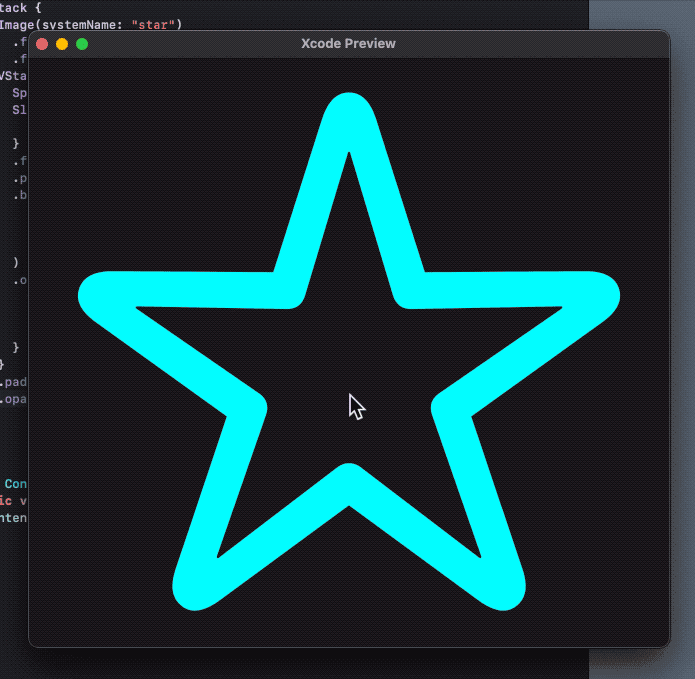 tack {
Image(systemName: "star")
.f
Xcode Preview
.f
VSta
Sp
Sl
}
.f
.p
.b
)
.o
}
}
.pad
.opa
Con
ic v
nten